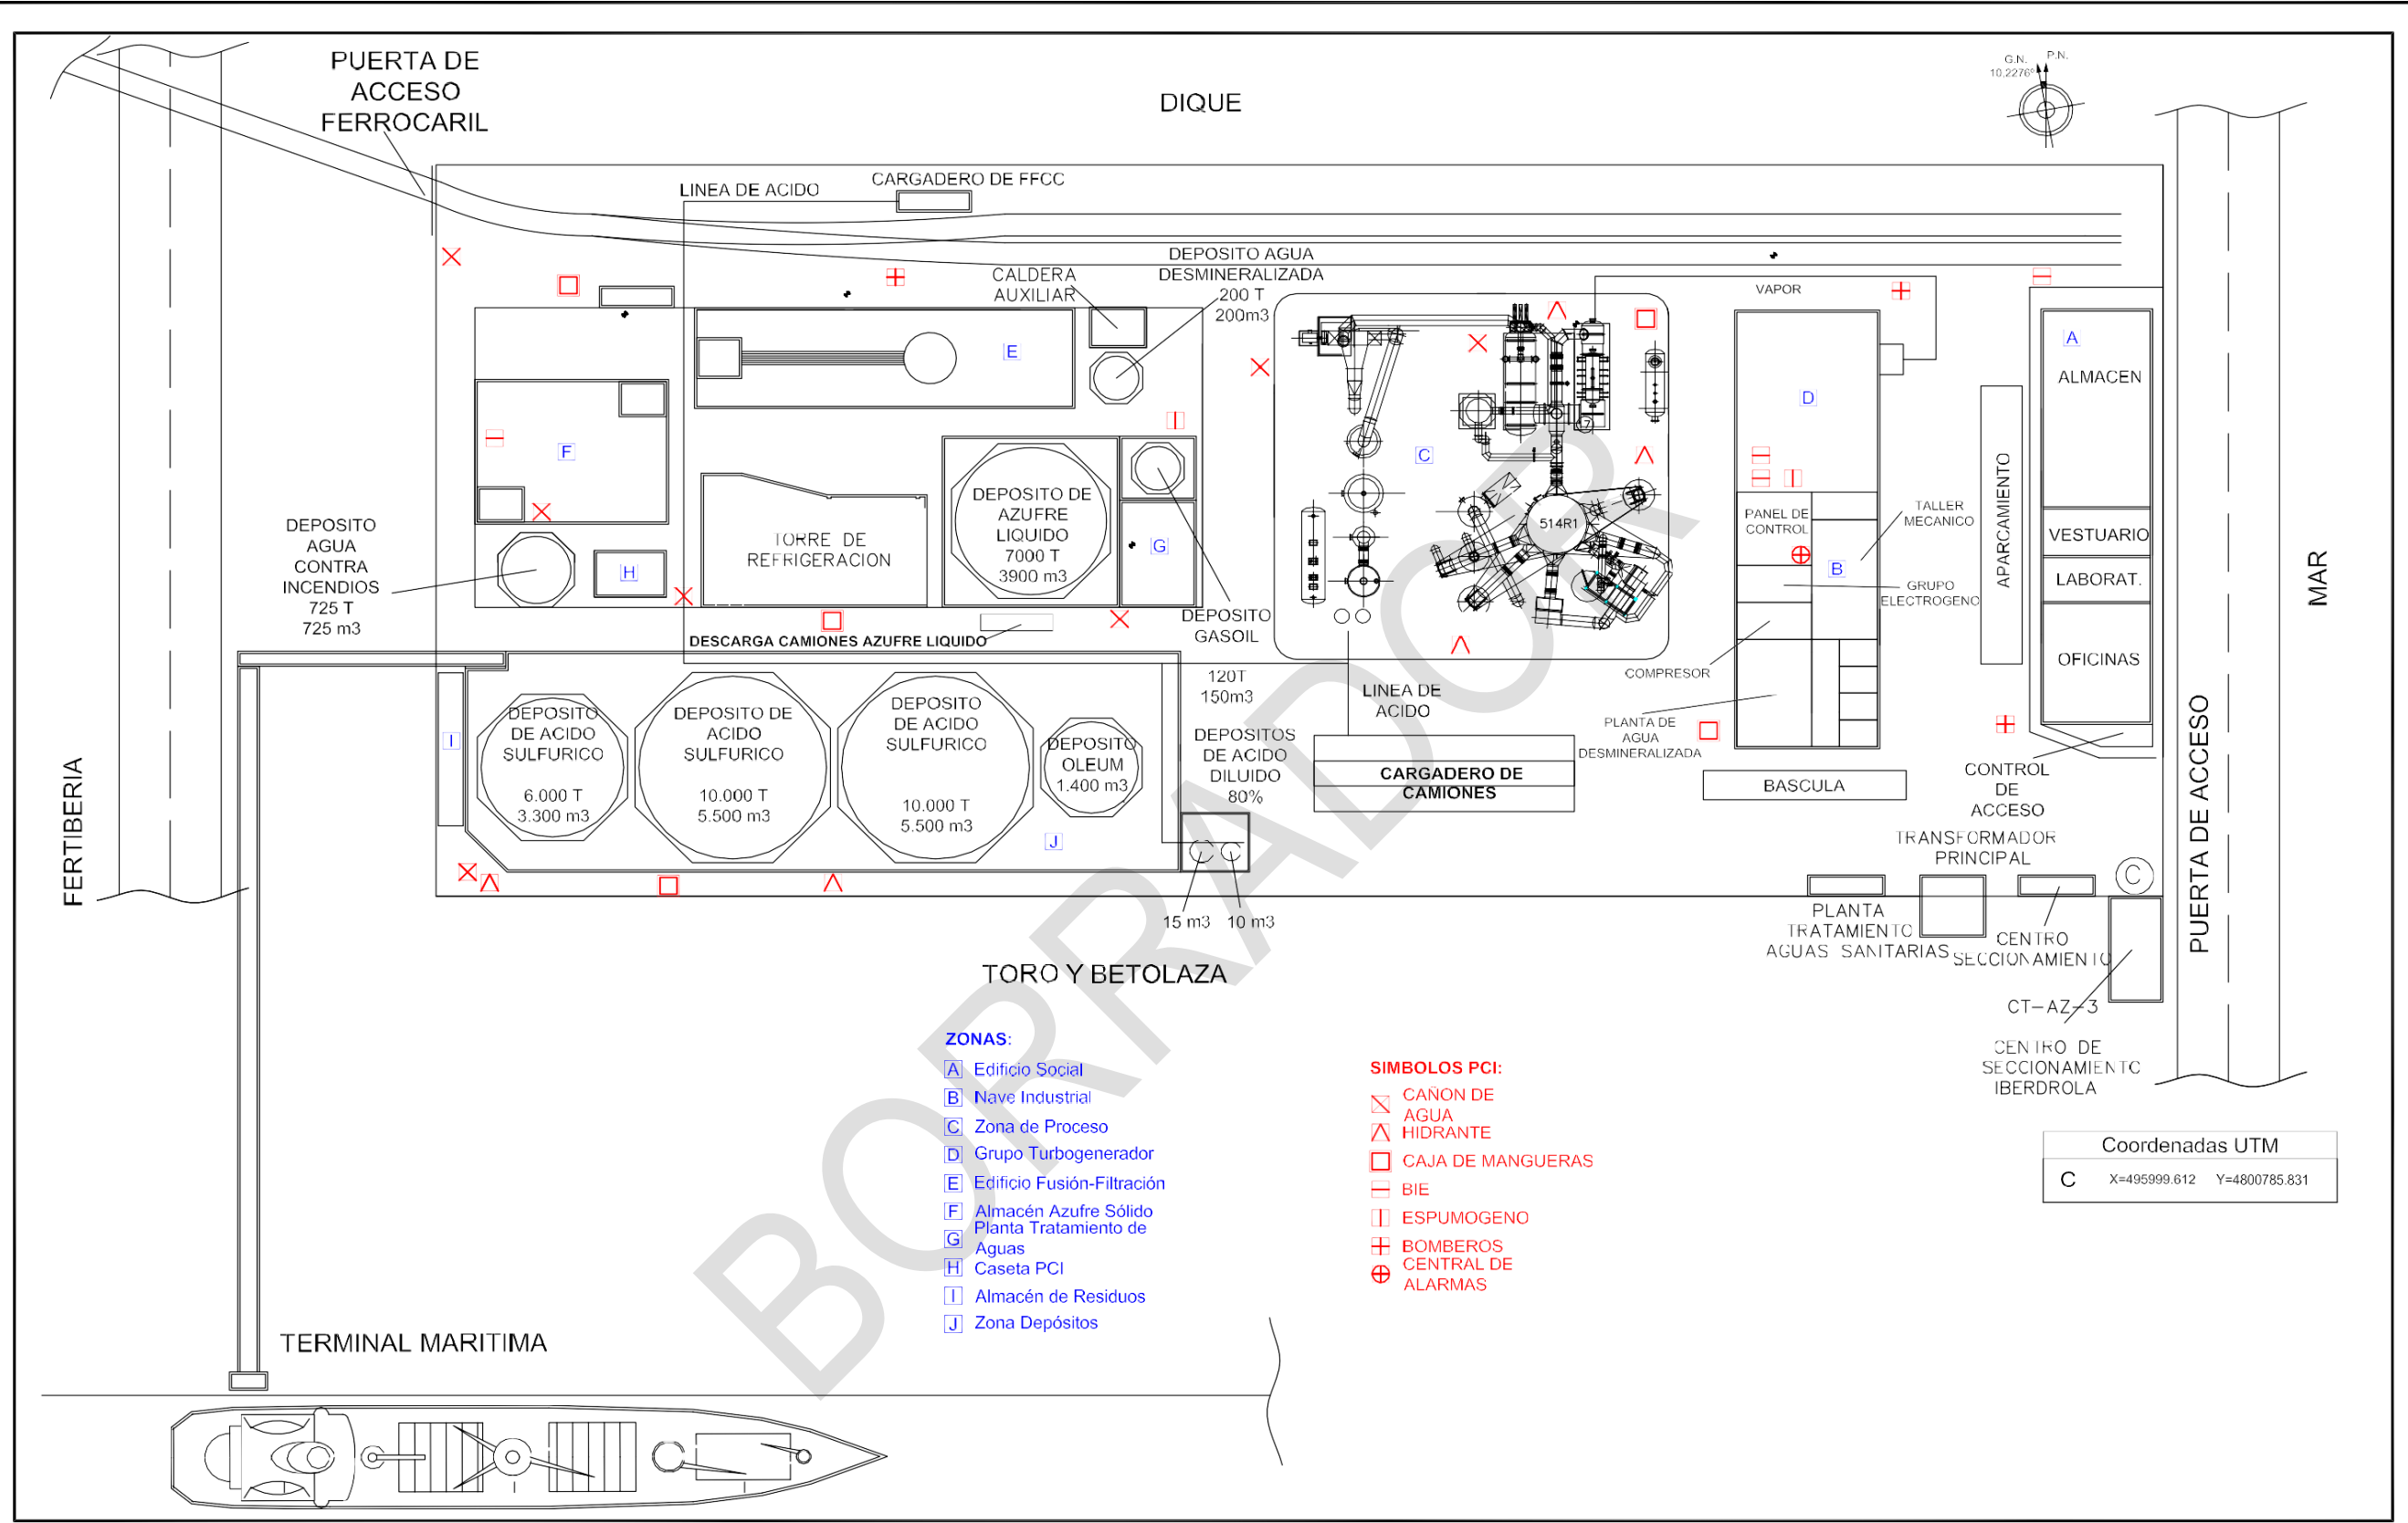 PUERTA DE
ACCESO
FERROCARIL
DIQUE
G.N.
P.N.
10,2276º
LINEA DE ACIDO
CARGADERO DE FFCC
DEPOSITO AGUA
DESMINERALIZADA
200 T
200m3
CALDERA
AUXILIAR
VAPOR
E
A
ALMACEN
D
F
C
7
DEPOSITO DE
AZUFRE
LIQUIDO
7000 T
3900 m3
TORRE DE
REFRIGERACION
G
H
514R1
PANEL DE
CONTROL
TALLER
MECANICO
B
GRUPO
ELECTROGENO
APARCAMIENTO
VESTUARIO
LABORAT.
OFICINAS
MAR
DEPOSITO
AGUA
CONTRA
INCENDIOS
725 T
725 m3
DEPOSITO
GASOIL
DESCARGA CAMIONES AZUFRE LIQUIDO
COMPRESOR
120T
150m3
LINEA DE
ACIDO
PLANTA DE
AGUA
DESMINERALIZADA
I
DEPOSITO
DE ACIDO
SULFURICO
6.000 T
3.300 m3
DEPOSITO DE
ACIDO
SULFURICO
10.000 T
5.500 m3
DEPOSITO
DE ACIDO
SULFURICO
10.000 T
5.500 m3
DEPOSITO
OLEUM
1.400 m3
J
DEPOSITOS
DE ACIDO
DILUIDO
80%
CARGADERO DE
CAMIONES
BASCULA
CONTROL
DE
ACCESO
TRANSFORMADOR
PRINCIPAL
C
FERTIBERIA
PUERTA DE ACCESO
15 m3
10 m3
PLANTA
TRATAMIENTO
AGUAS SANITARIAS
CENTRO
SECCIONAMIENTO
TORO Y BETOLAZA
CT-AZ-3
CENTRO DE
SECCIONAMIENTO
IBERDROLA
BORRADOR
ZONAS:
A Edificio Social
B Nave Industrial
C Zona de Proceso
D Grupo Turbogenerador
E Edificio Fusión-Filtración
F Almacén Azufre Sólido
G Planta Tratamiento de
Aguas
H Caseta PCI
I Almacén de Residuos
J Zona Depósitos
SIMBOLOS PCI:
CAÑON DE
AGUA
HIDRANTE
CAJA DE MANGUERAS
BIE
ESPUMOGENO
BOMBEROS
CENTRAL DE
ALARMAS
Coordenadas UTM
C X=495999.612 Y=4800785.831
TERMINAL MARITIMA